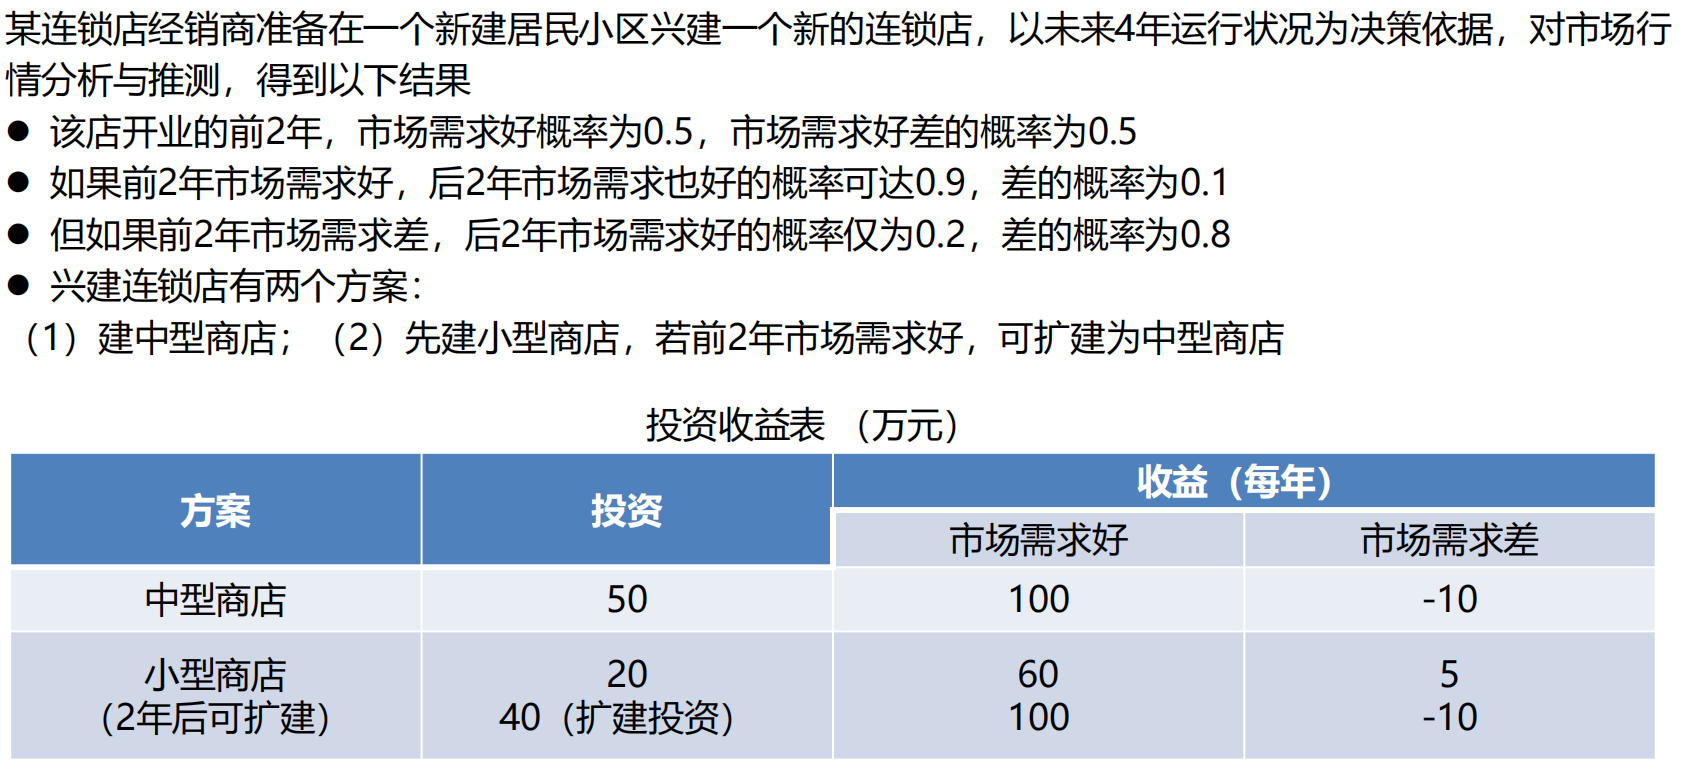 某连锁店经销商准备在一个新建居民小区兴建一个新的连锁店，以未来4年运行状况为决策依据，对市场行
情分析与推测，得到以下结果
● 该店开业的前2年，市场需求好概率为0.5，市场需求好差的概率为0.5
● 如果前2年市场需求好，后2年市场需求也好的概率可达0.9，差的概率为0.1
● 但如果前2年市场需求差，后2年市场需求好的概率仅为0.2，差的概率为0.8
● 兴建连锁店有两个方案：
（1）建中型商店；（2）先建小型商店，若前2年市场需求好，可扩建为中型商店
投资收益表 （万元）
方案 投资 收益（每年）
市场需求好 市场需求差
中型商店 50 100 -10
小型商店 20 60 5
（2年后可扩建） 40（扩建投资） 100 -10